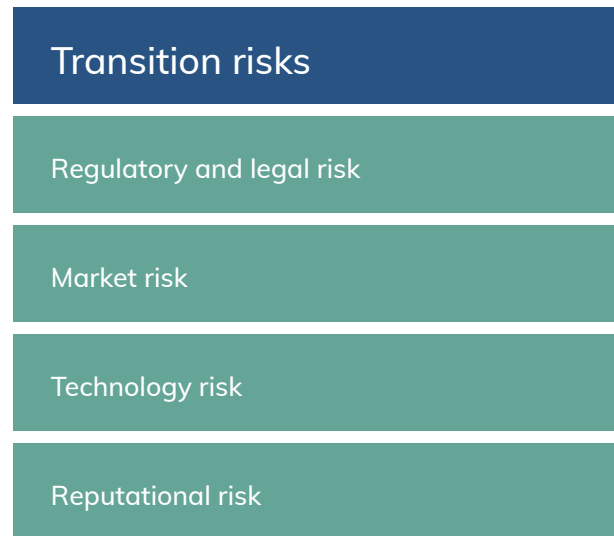 Transition risks
Regulatory and legal risk
Market risk
Technology risk
Reputational risk